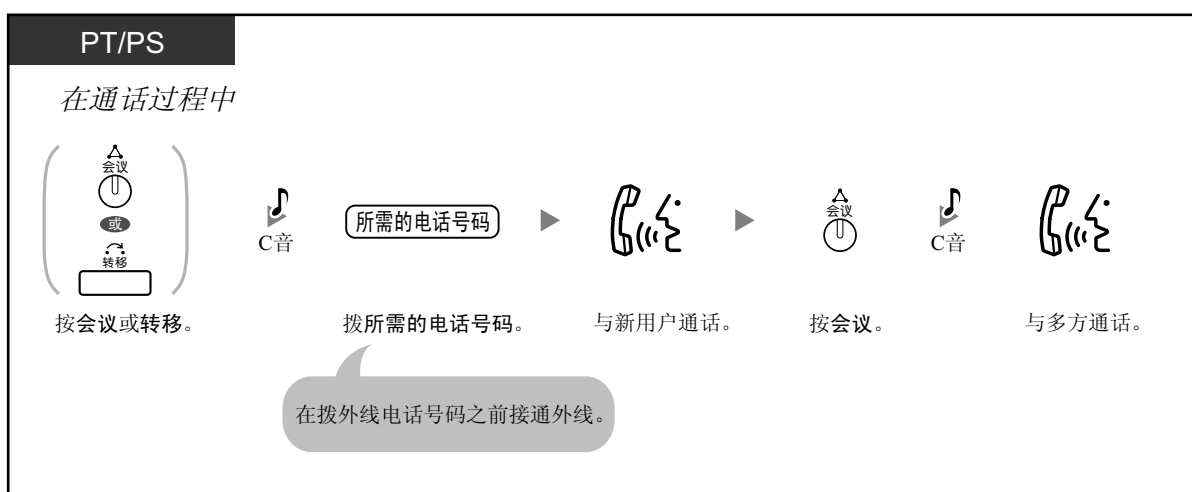 PT/PS
在通话过程中
会议
或
转移
C音
所需的电话号码
会议
C音
按会议或转移。
拨所需的电话号码。
与新用户通话。
按会议。
与多方通话。
在拨外线电话号码之前接通外线。